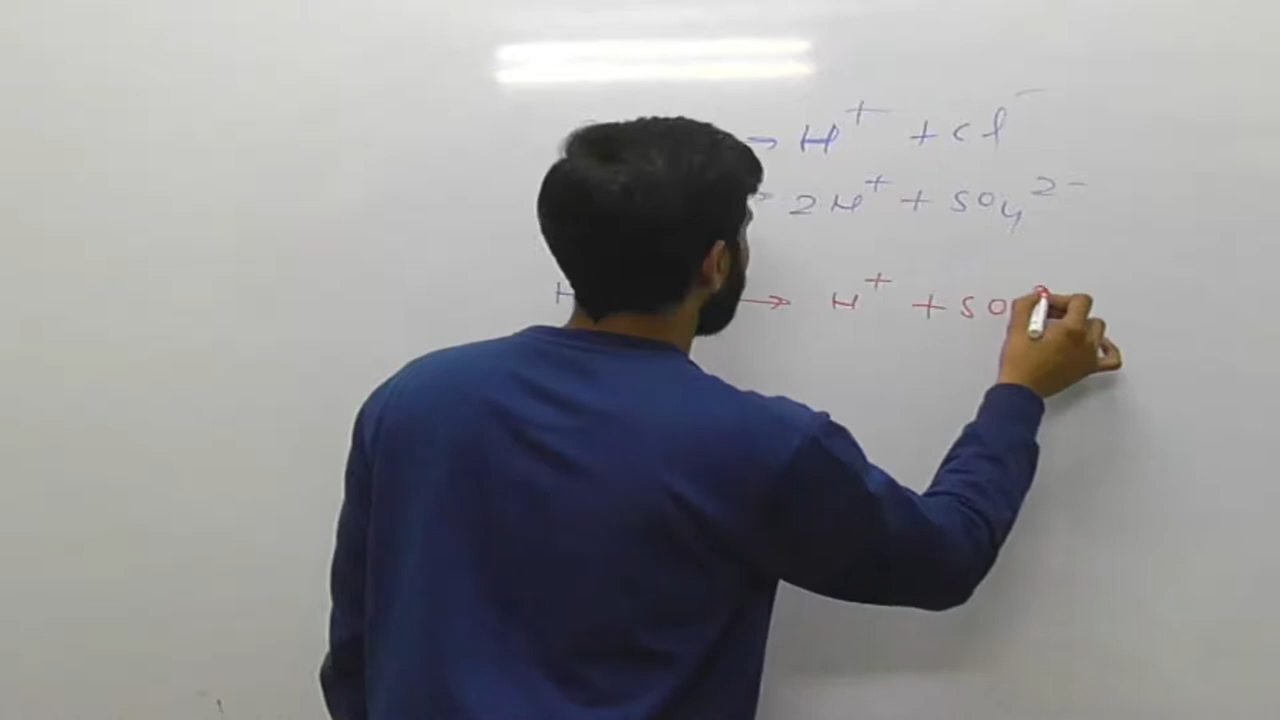 → H⁺ + Cl⁻
2H⁺ + SO₄²⁻
H → H⁺ + SO